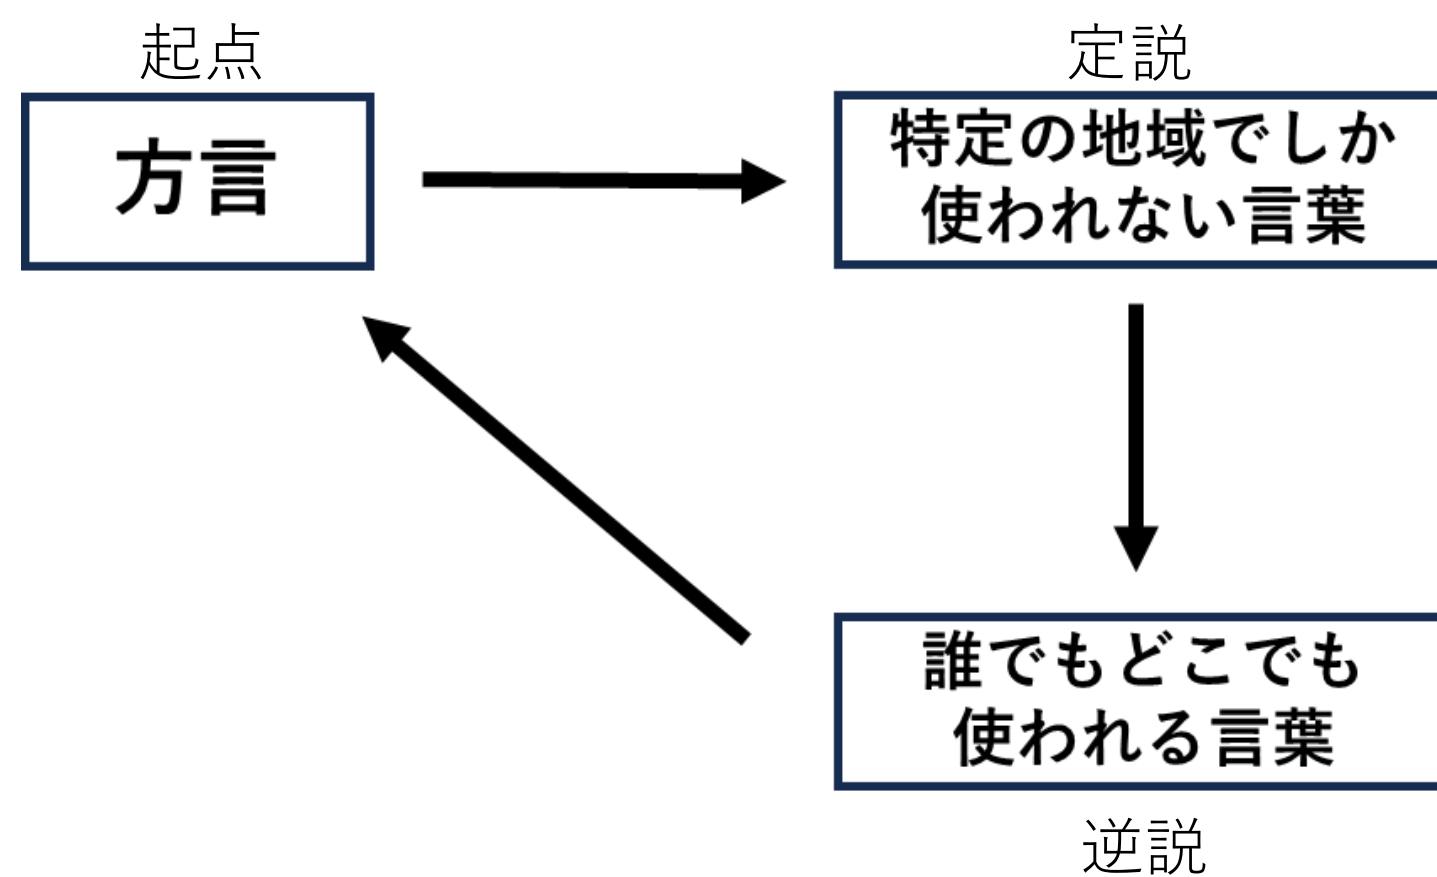 起点
方言
定説
特定の地域でしか
使われない言葉
誰でもどこでも
使われる言葉
逆説